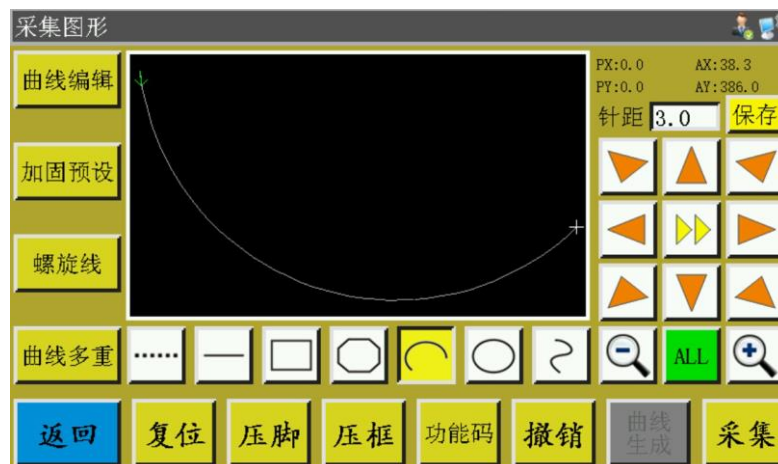 采集图形
曲线编辑
加固预设
螺旋线
曲线多重
PX:0.0 AX:38.3
PY:0.0 AY:386.0
针距 3.0 保存
ALL
返回 复位 压脚 压框 功能码 撤销 曲线生成 采集